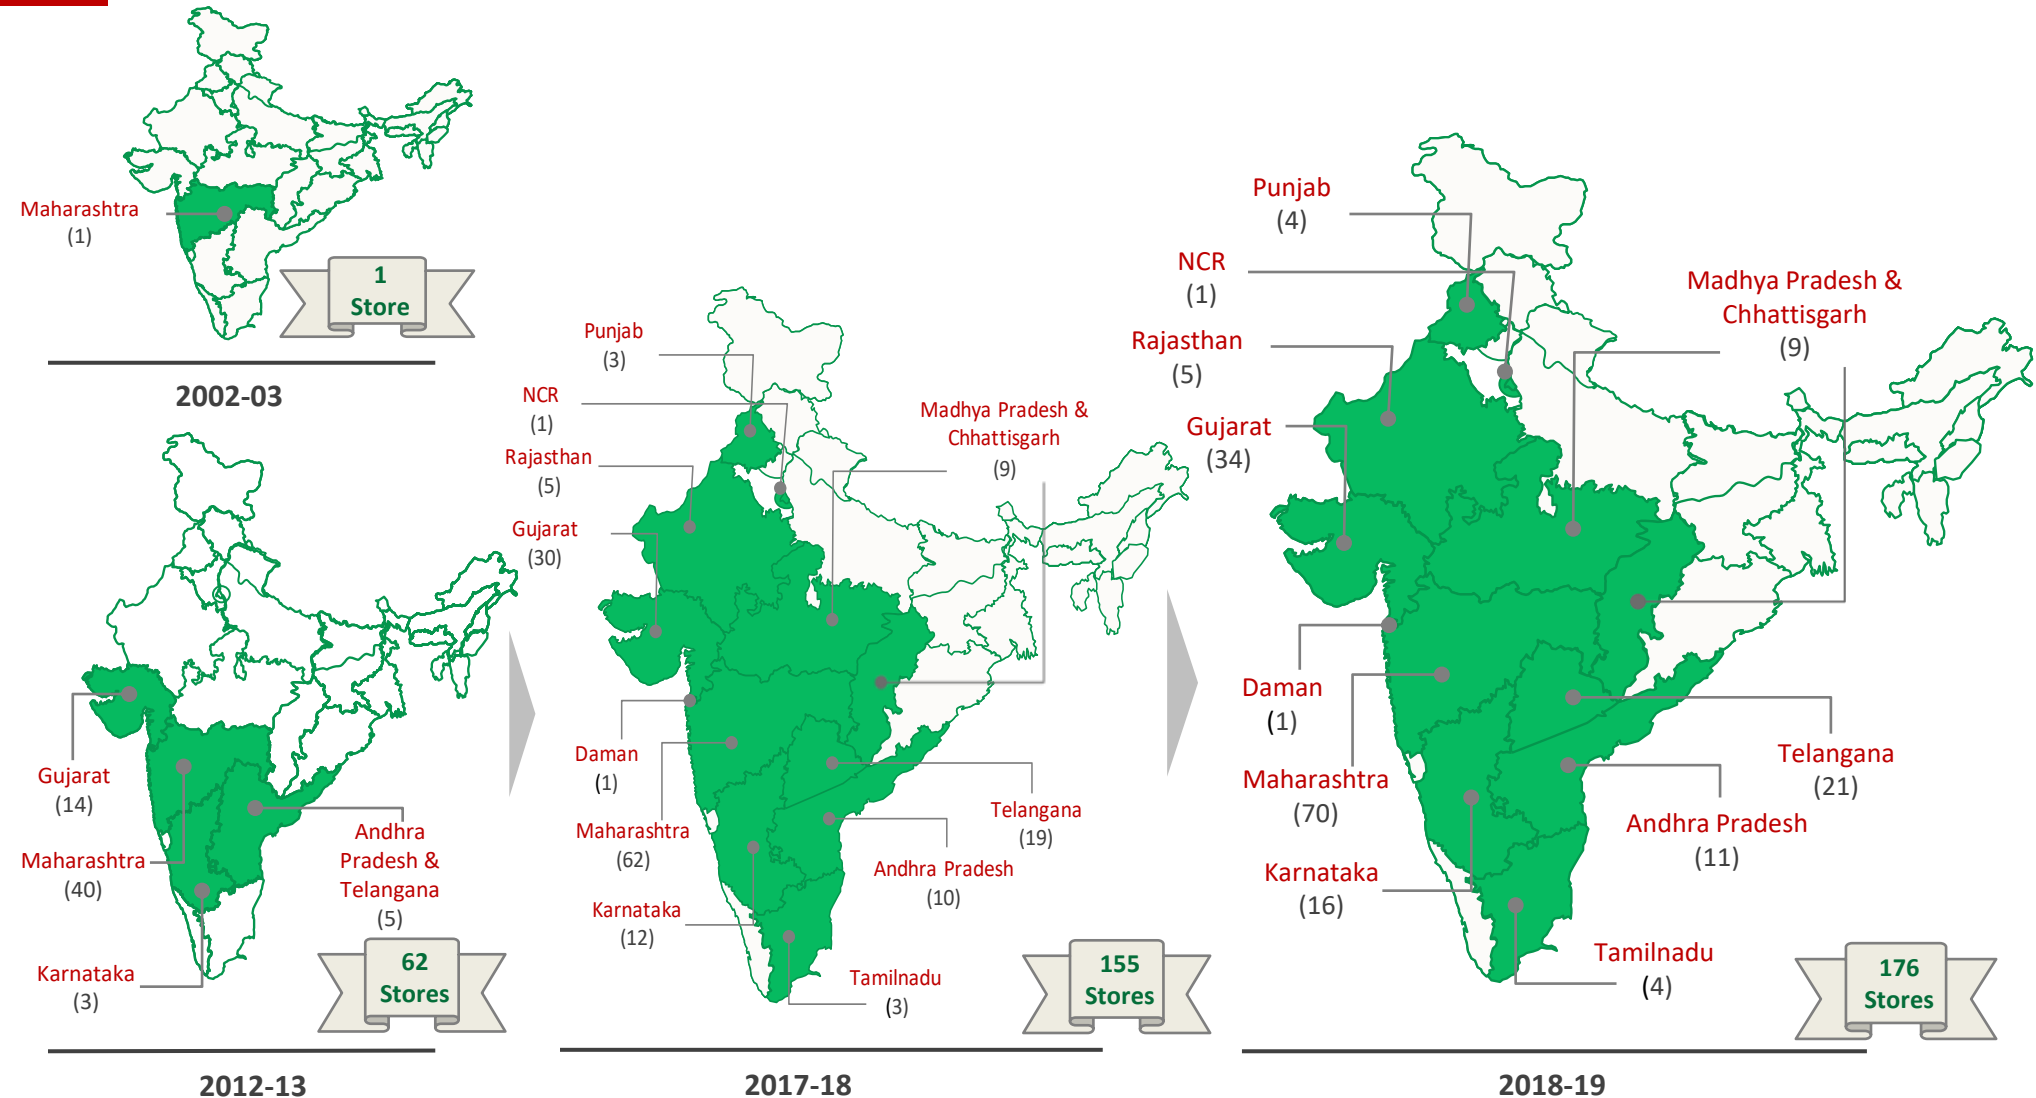 Maharashtra
(1)
1
Store
2002-03
Gujarat
(14)
Maharashtra
(40)
Karnataka
(3)
Andhra
Pradesh &
Telangana
(5)
62
Stores
2012-13
Punjab
(3)
NCR
(1)
Rajasthan
(5)
Gujarat
(30)
Madhya Pradesh &
Chhattisgarh
(9)
Daman
(1)
Maharashtra
(62)
Karnataka
(12)
Telangana
(19)
Andhra Pradesh
(10)
Tamilnadu
(3)
155
Stores
2017-18
Punjab
(4)
NCR
(1)
Rajasthan
(5)
Gujarat
(34)
Madhya Pradesh &
Chhattisgarh
(9)
Daman
(1)
Maharashtra
(70)
Karnataka
(16)
Telangana
(21)
Andhra Pradesh
(11)
Tamilnadu
(4)
176
Stores
2018-19